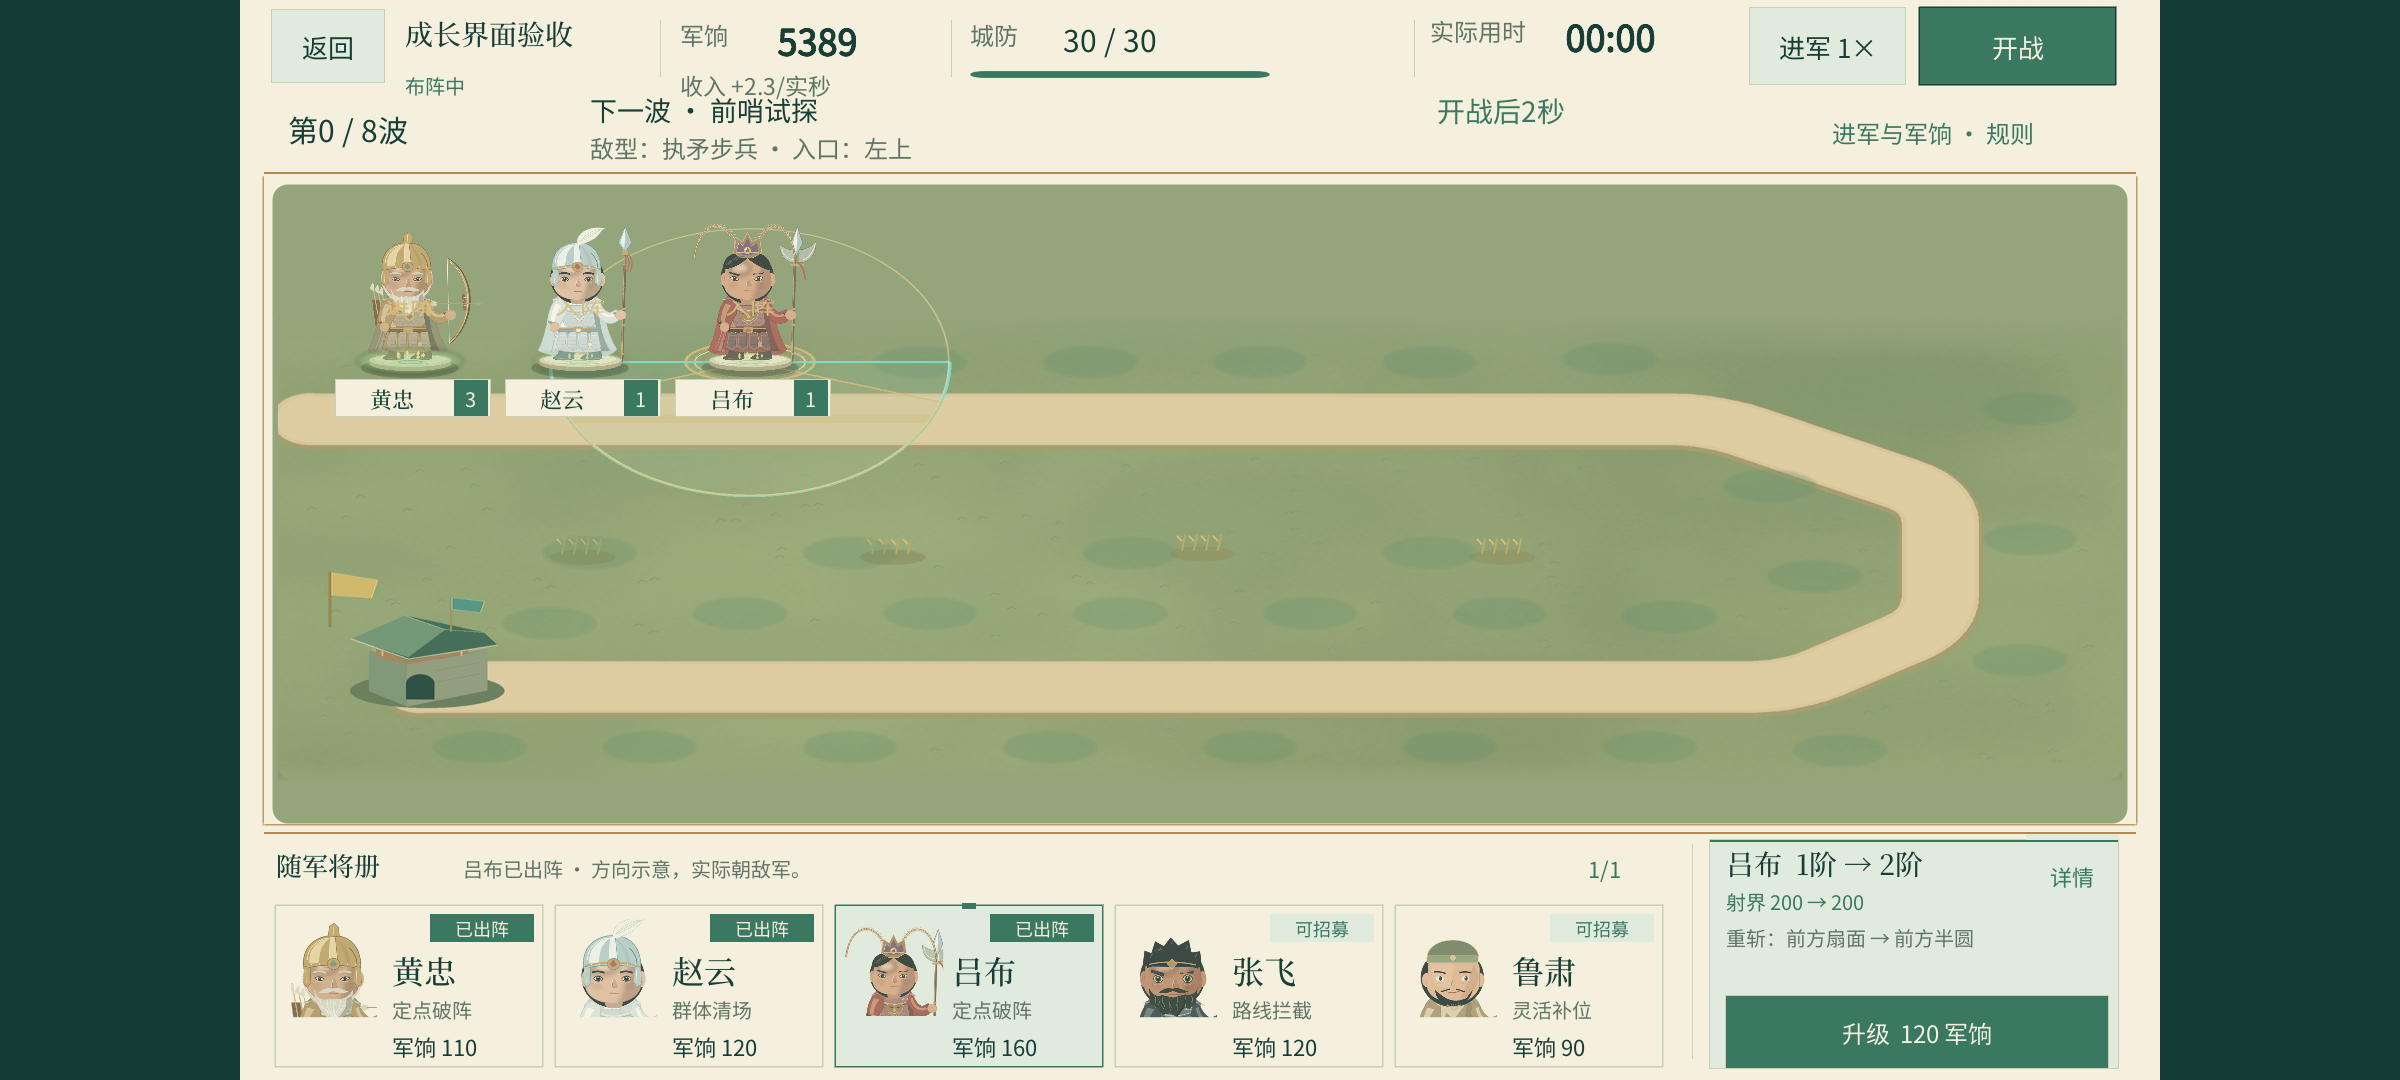 返回
成长界面验收
布阵中
军饷 5389
收入 +2.3/实秒
城防 30 / 30
实际用时 00:00
进军 1×
开战
第0 / 8波
下一波 · 前哨试探
敌型：执矛步兵 · 入口：左上
开战后2秒
进军与军饷 · 规则
黄忠 3
赵云 1
吕布 1
随军将册
吕布已出阵 · 方向示意，实际朝敌军。
1/1
已出阵
黄忠
定点破阵
军饷 110
已出阵
赵云
群体清场
军饷 120
已出阵
吕布
定点破阵
军饷 160
可招募
张飞
路线拦截
军饷 120
可招募
鲁肃
灵活补位
军饷 90
吕布 1阶 → 2阶
详情
射界 200 → 200
重斩：前方扇面 → 前方半圆
升级 120 军饷